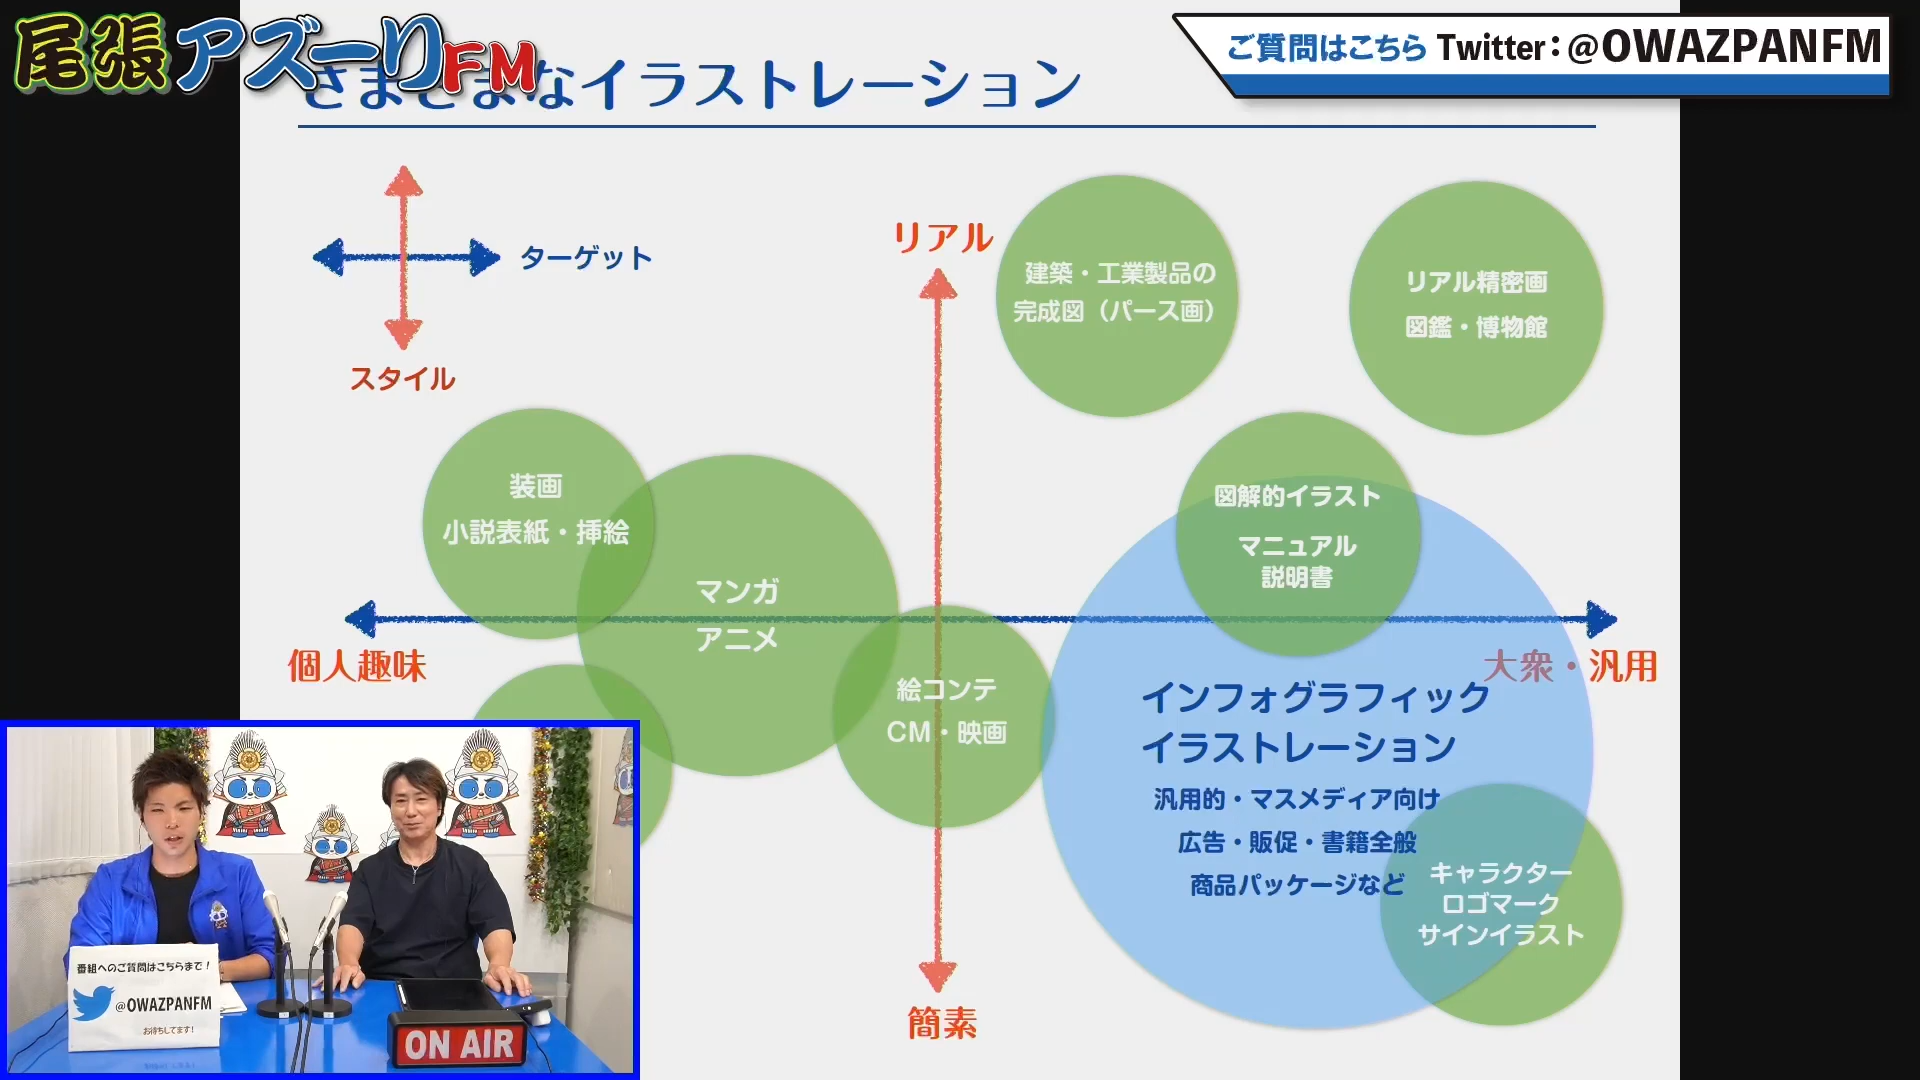 尾張アズーりFM
さまざまなイラストレーション
ご質問はこちら Twitter：@OWAZPANFM
ターゲット
スタイル
リアル
建築・工業製品の
完成図（パース画）
リアル精密画
図鑑・博物館
装画
小説表紙・挿絵
図解的イラスト
マニュアル
説明書
マンガ
アニメ
個人趣味
大衆・汎用
絵コンテ
CM・映画
インフォグラフィック
イラストレーション
汎用的・マスメディア向け
広告・販促・書籍全般
商品パッケージなど
キャラクター
ロゴマーク
サインイラスト
簡素
番組へのご質問はこちらまで！
@OWAZPANFM
お待ちしてます！
ON AIR